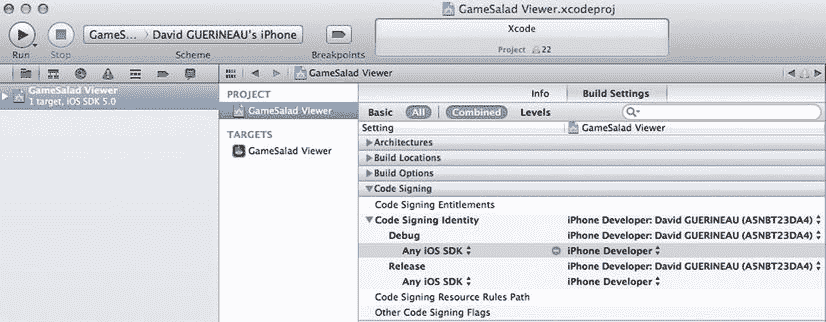 GameSalad Viewer.xcodeproj
GameS... David GUERINEAU's iPhone
Xcode
Project 22
Run Stop Scheme Breakpoints
GameSalad Viewer
GameSalad Viewer
1 target, iOS SDK 5.0
PROJECT
GameSalad Viewer
TARGETS
GameSalad Viewer
Info Build Settings
Basic All Combined Levels
Setting GameSalad Viewer
Architectures
Build Locations
Build Options
Code Signing
Code Signing Entitlements
Code Signing Identity iPhone Developer: David GUERINEAU (A5NBT23DA4)
Debug iPhone Developer: David GUERINEAU (A5NBT23DA4)
Any iOS SDK iPhone Developer
Release iPhone Developer: David GUERINEAU (A5NBT23DA4)
Any iOS SDK iPhone Developer
Code Signing Resource Rules Path
Other Code Signing Flags